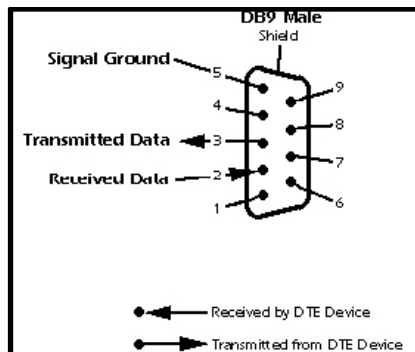 DB9 Male
Shield
Signal Ground
5
9
4
8
Transmitted Data
3
7
Received Data
2
1
6
Received by DTE Device
Transmitted from DTE Device